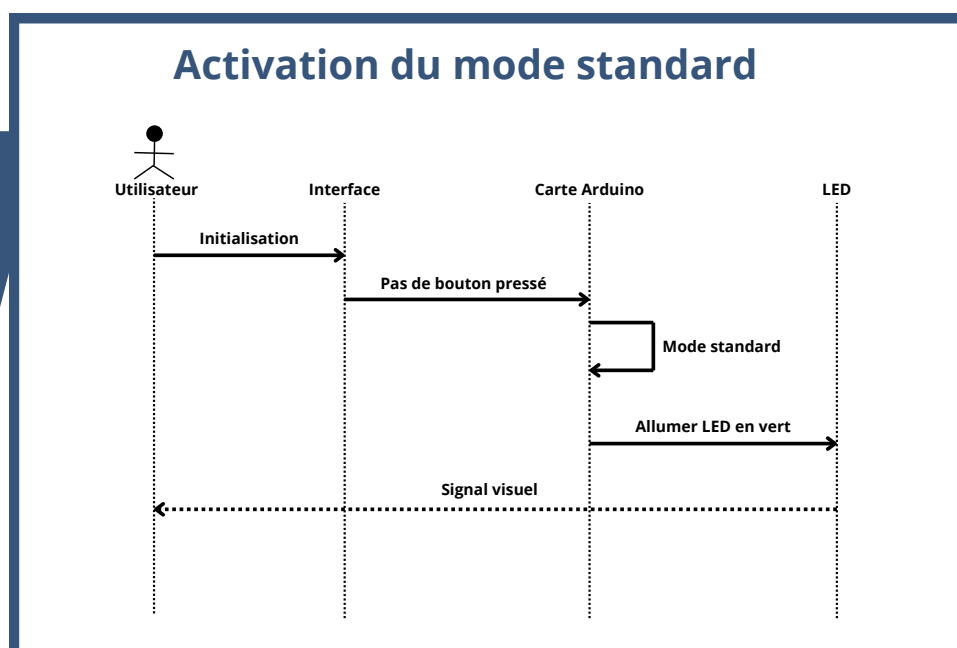 Activation du mode standard
Utilisateur
Interface
Carte Arduino
LED
Initialisation
Pas de bouton pressé
Mode standard
Allumer LED en vert
Signal visuel